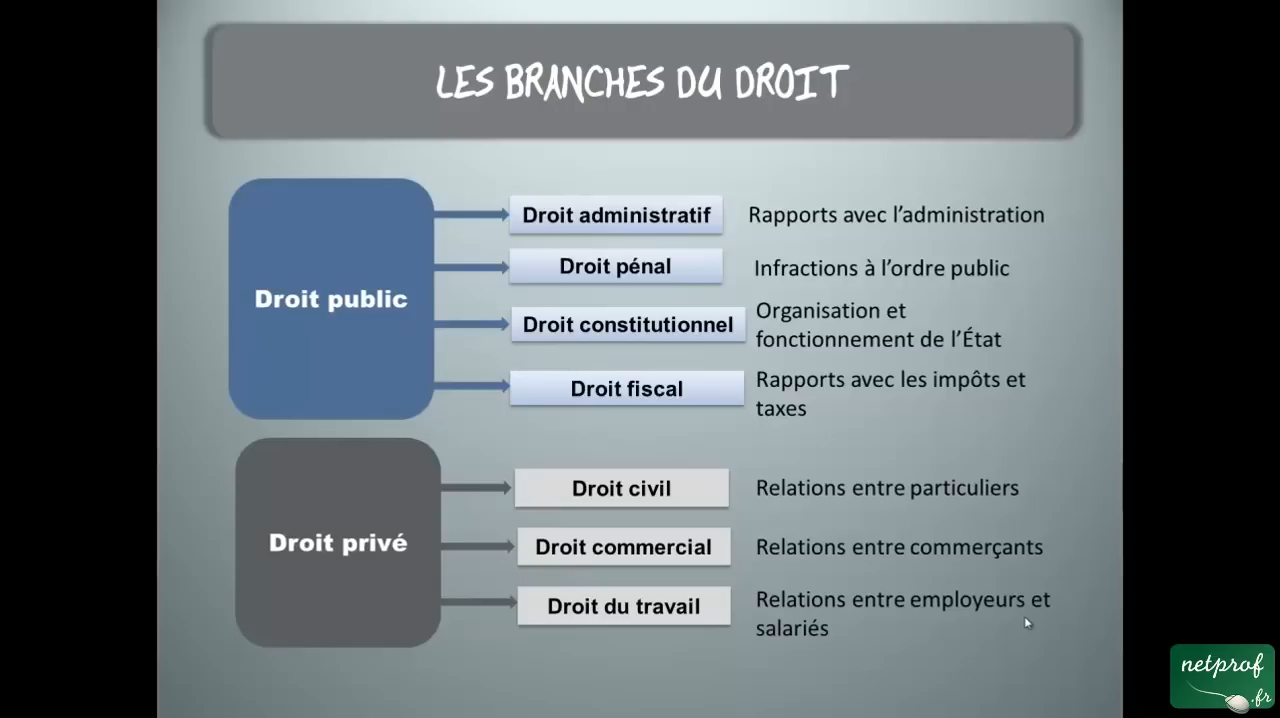 LES BRANCHES DU DROIT
Droit public
Droit administratif
Rapports avec l’administration
Droit pénal
Infractions à l’ordre public
Droit constitutionnel
Organisation et
fonctionnement de l’État
Droit fiscal
Rapports avec les impôts et
taxes
Droit privé
Droit civil
Relations entre particuliers
Droit commercial
Relations entre commerçants
Droit du travail
Relations entre employeurs et
salariés
netprof
.fr